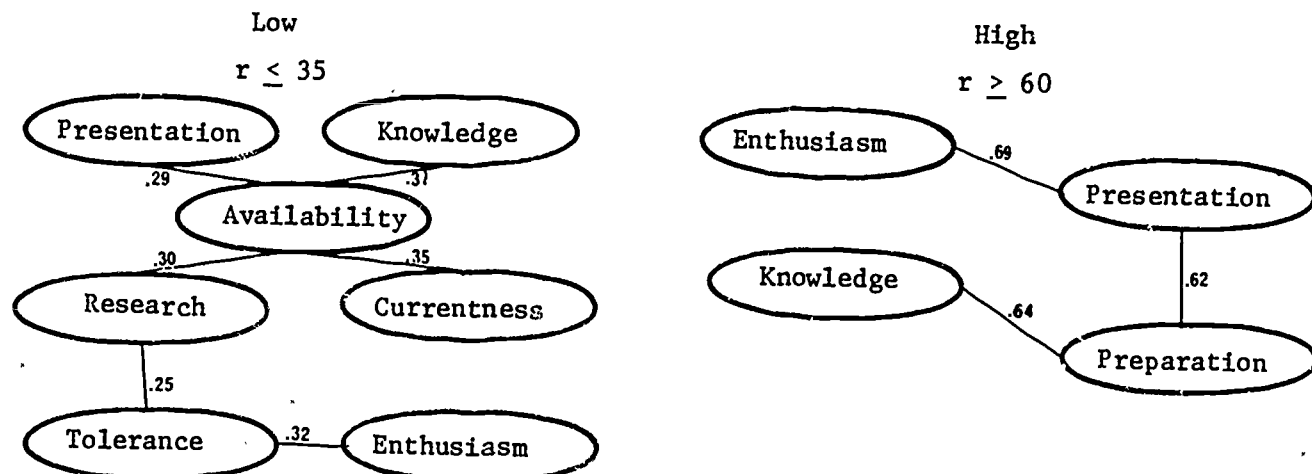 Low
r ≤ 35
Presentation
Knowledge
.29
Availability
.30
.35
Research
Currentness
.25
Tolerance
.32
Enthusiasm
High
r ≥ 60
Enthusiasm
.69
Presentation
Knowledge
.62
.64
Preparation